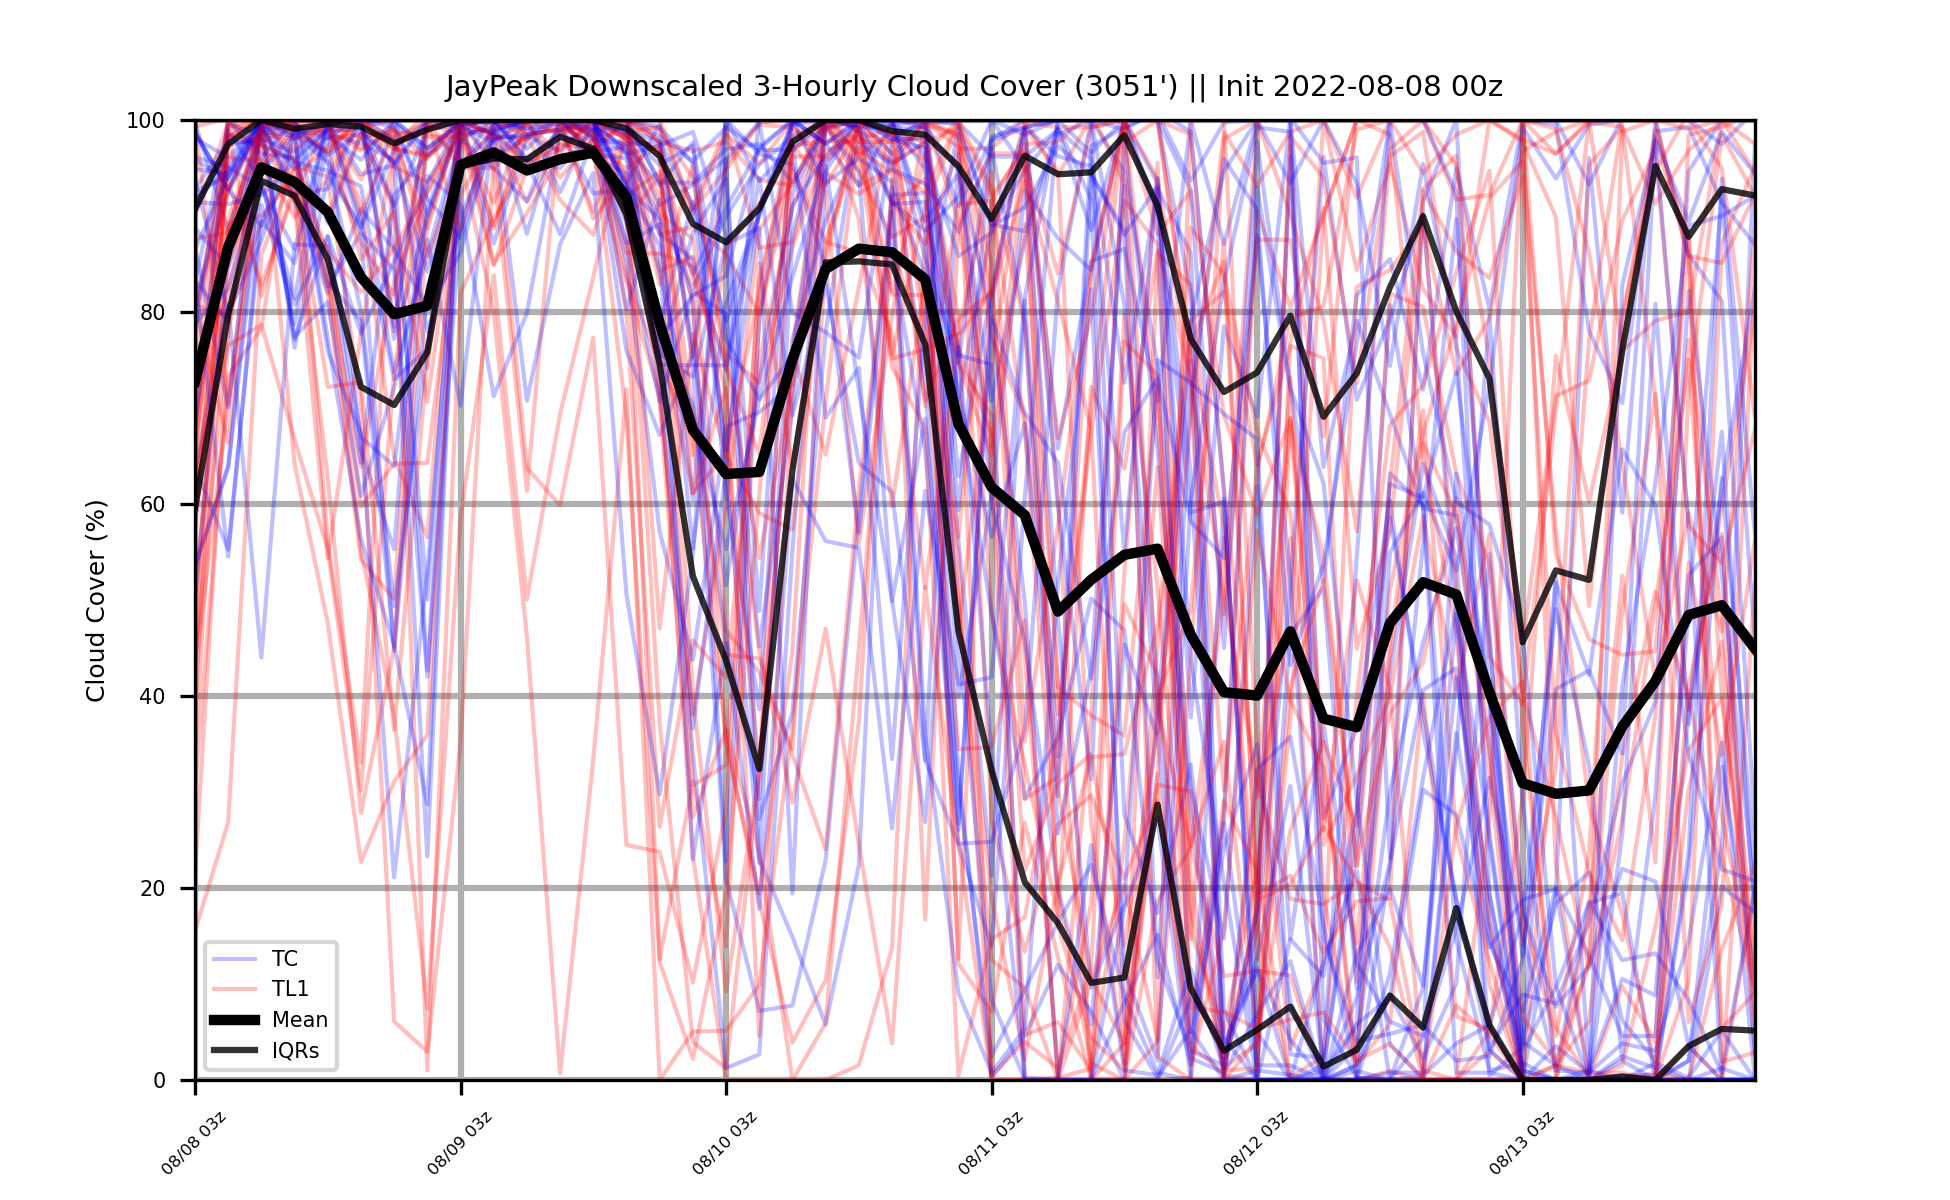 JayPeak Downscaled 3-Hourly Cloud Cover (3051') || Init 2022-08-08 00z
Cloud Cover (%)
100
80
60
40
20
0
TC
TL1
Mean
IQRs
08/08 03z
08/09 03z
08/10 03z
08/11 03z
08/12 03z
08/13 03z